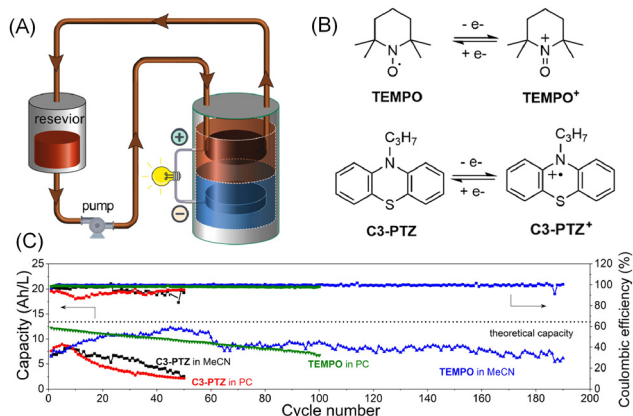 (A)
resevior
pump
+
−
(B)
- e-
+ e-
N
O
TEMPO
N
+
O
TEMPO⁺
C₃H₇
N
S
C3-PTZ
- e-
+ e-
C₃H₇
N
+•
S
C3-PTZ⁺
(C)
Capacity (Ah/L)
25
20
15
10
5
0
120
100
80
60
40
20
0
Coulombic efficiency (%)
theoretical capacity
C3-PTZ in MeCN
C3-PTZ in PC
TEMPO in PC
TEMPO in MeCN
0 20 40 60 80 100 120 140 160 180 200
Cycle number